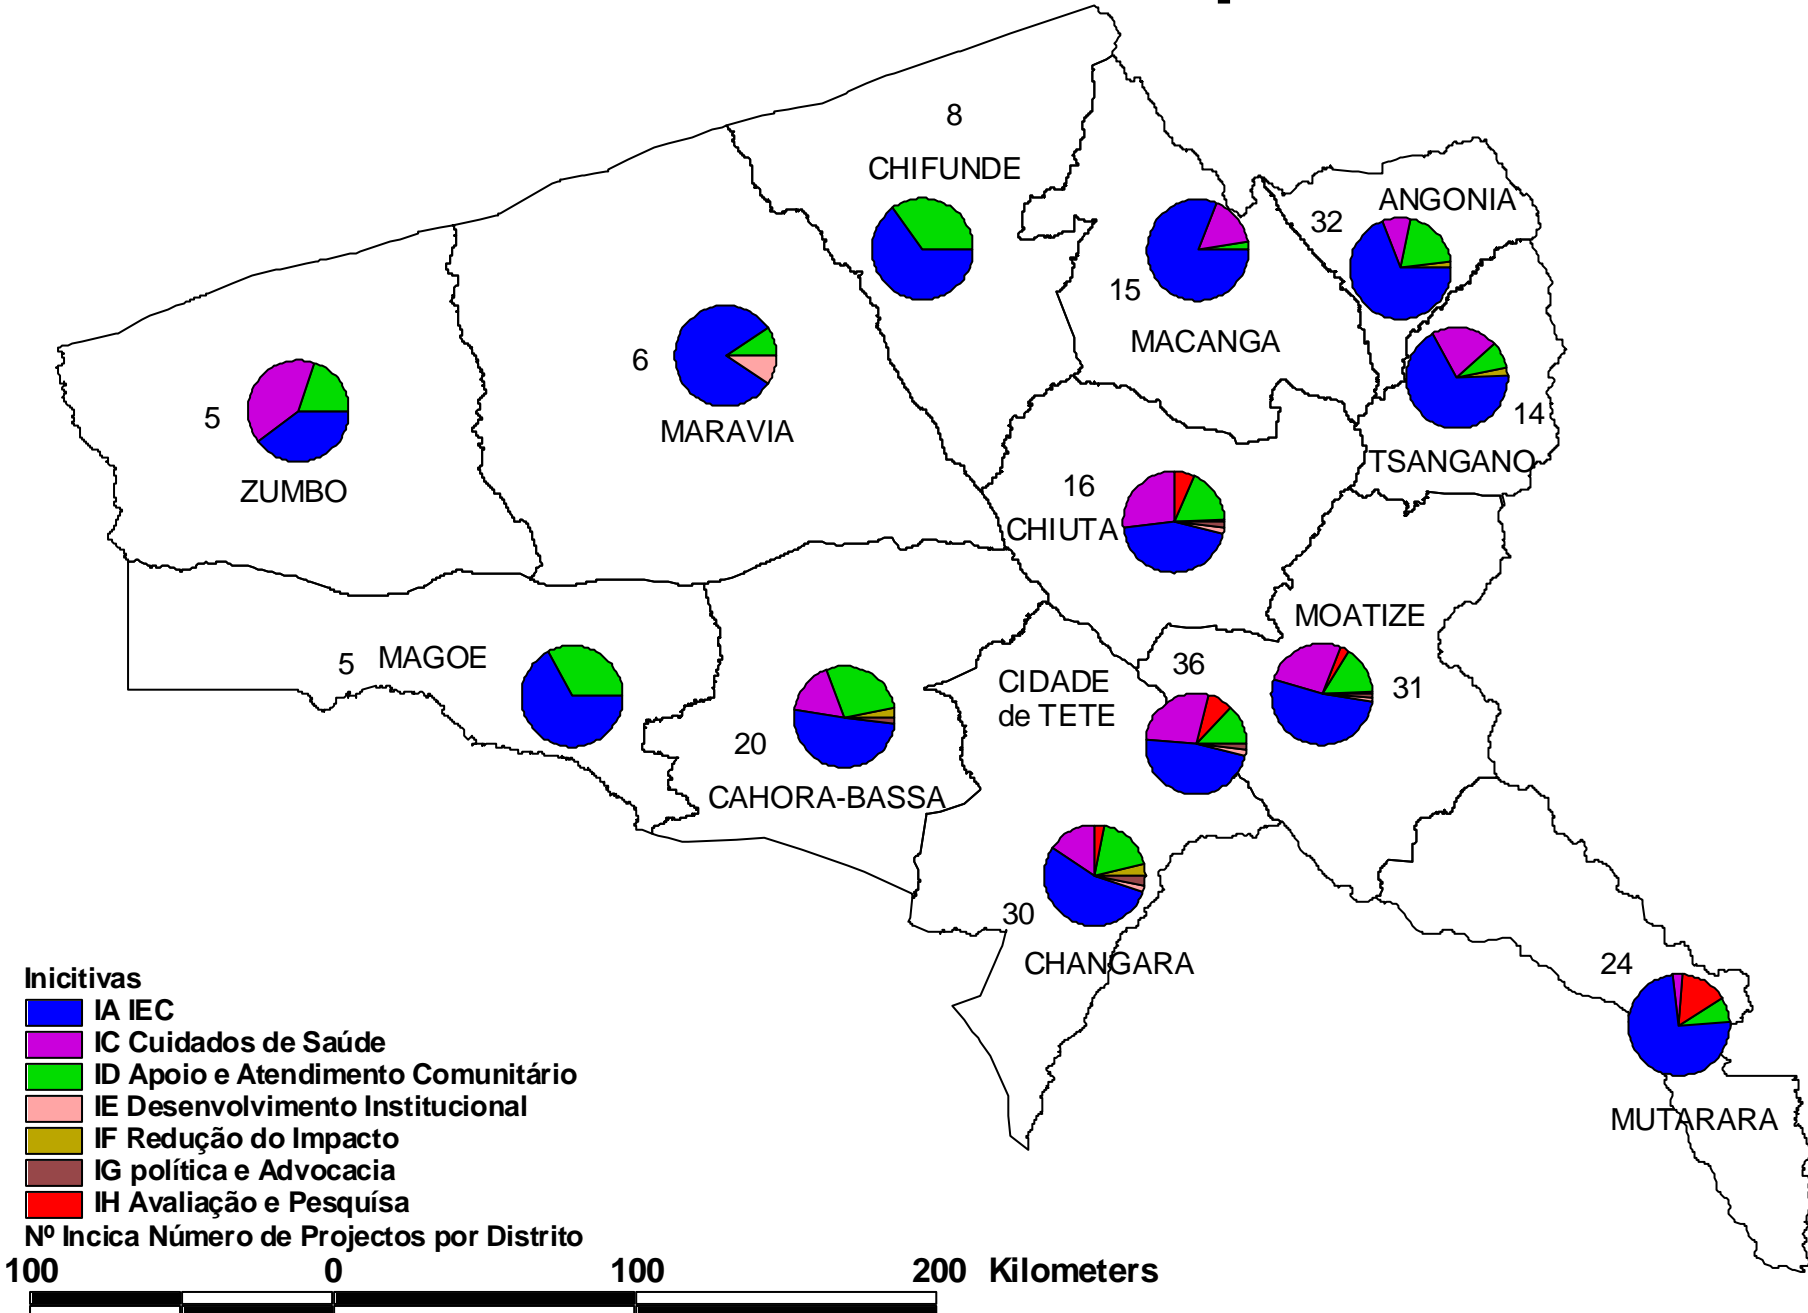 8
CHIFUNDE
ANGONIA
32
15
MACANGA
6
MARAVIA
5
ZUMBO
14
TSANGANO
16
CHIUTA
MOATIZE
31
5 MAGOE
36
CIDADE
de TETE
20
CAHORA-BASSA
30
CHANGARA
24
MUTARARA
Inicitivas
IA IEC
IC Cuidados de Saúde
ID Apoio e Atendimento Comunitário
IE Desenvolvimento Institucional
IF Redução do Impacto
IG política e Advocacia
IH Avaliação e Pesquísa
Nº Incica Número de Projectos por Distrito
100 0 100 200 Kilometers